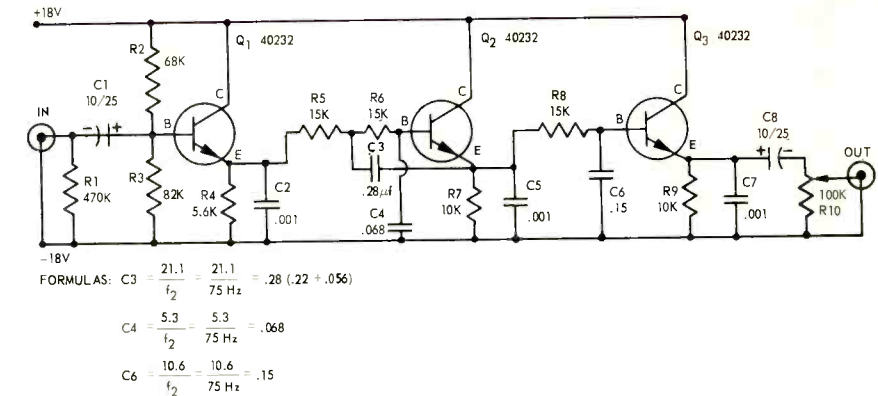 +18V
Q1 40232
Q2 40232
Q3 40232
R2
68K
C1
10/25
IN
B
C
E
R1
470K
R3
82K
R4
5.6K
C2
.001
R5
15K
R6
15K
C3
.28μf
C4
.068
B
C
E
R7
10K
C5
.001
R8
15K
C6
.15
B
C
E
R9
10K
C7
.001
C8
10/25
+ -
- +
100K
R10
OUT
-18V
FORMULAS: C3 = 21.1 / f2 = 21.1 / 75 Hz = .28 (.22 + .056)
C4 = 5.3 / f2 = 5.3 / 75 Hz = .068
C6 = 10.6 / f2 = 10.6 / 75 Hz = .15